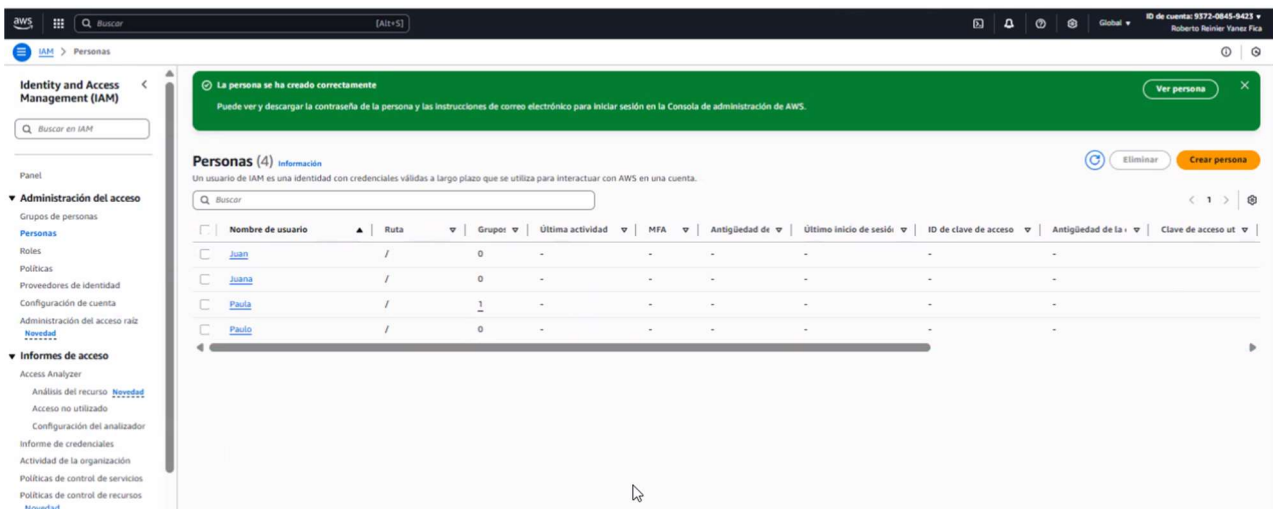 aws
Buscar
[Alt+S]
Global
ID de cuenta: 9372-0845-9423
Roberto Reinier Yanez Fica
IAM > Personas
Identity and Access
Management (IAM)
Buscar en IAM
Panel
Administración del acceso
Grupos de personas
Personas
Roles
Políticas
Proveedores de identidad
Configuración de cuenta
Administración del acceso raíz
Novedad
Informes de acceso
Access Analyzer
Análisis del recurso Novedad
Acceso no utilizado
Configuración del analizador
Informe de credenciales
Actividad de la organización
Políticas de control de servicios
Políticas de control de recursos
Novedad
La persona se ha creado correctamente
Puede ver y descargar la contraseña de la persona y las instrucciones de correo electrónico para iniciar sesión en la Consola de administración de AWS.
Ver persona
Personas (4) Información
Un usuario de IAM es una identidad con credenciales válidas a largo plazo que se utiliza para interactuar con AWS en una cuenta.
Eliminar
Crear persona
Buscar
1
Nombre de usuario Ruta Grupos Última actividad MFA Antigüedad de Último inicio de sesió ID de clave de acceso Antigüedad de la Clave de acceso ut
Juan / 0 - - - - - -
Juana / 0 - - - - - -
Paula / 1 - - - - - -
Paulo / 0 - - - - - -